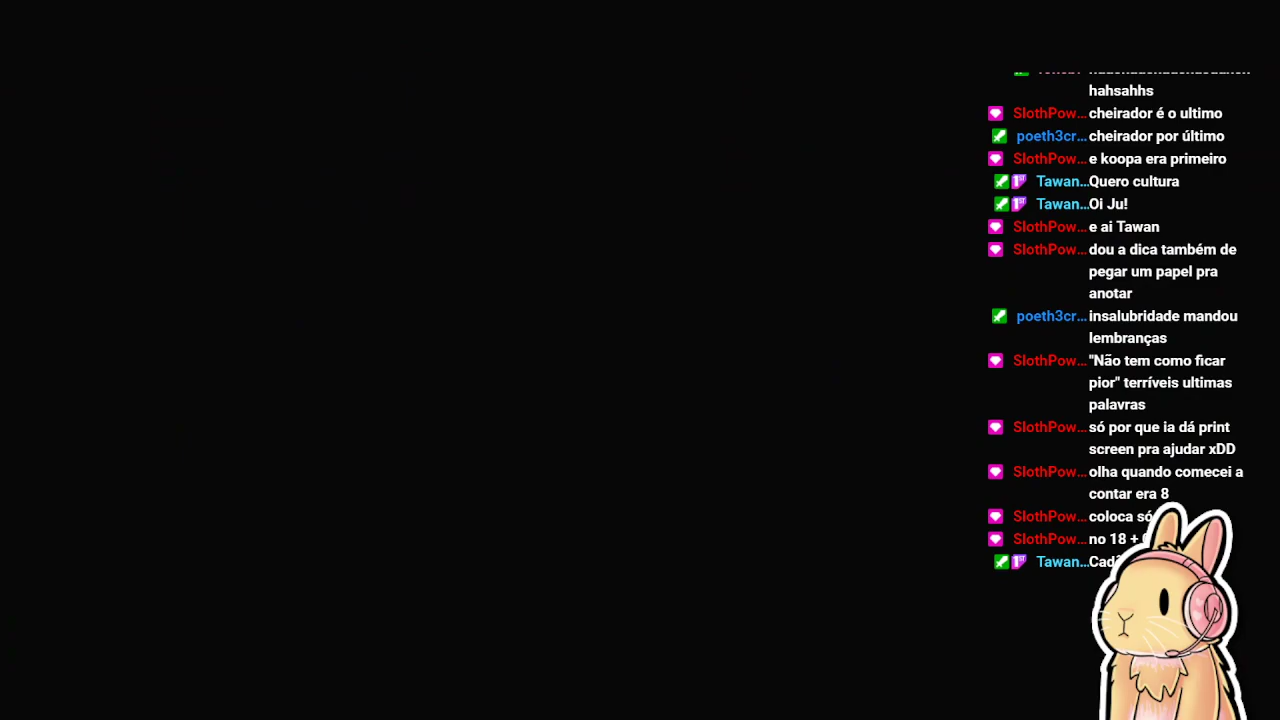 hahsahhs
SlothPow... cheirador é o ultimo
poeth3cr... cheirador por último
SlothPow... e koopa era primeiro
Tawan... Quero cultura
Tawan... Oi Ju!
SlothPow... e ai Tawan
SlothPow... dou a dica também de
pegar um papel pra
anotar
poeth3cr... insalubridade mandou
lembranças
SlothPow... "Não tem como ficar
pior" terríveis ultimas
palavras
SlothPow... só por que ia dá print
screen pra ajudar xDD
SlothPow... olha quando comecei a
contar era 8
SlothPow... coloca só
SlothPow... no 18 +
Tawan...